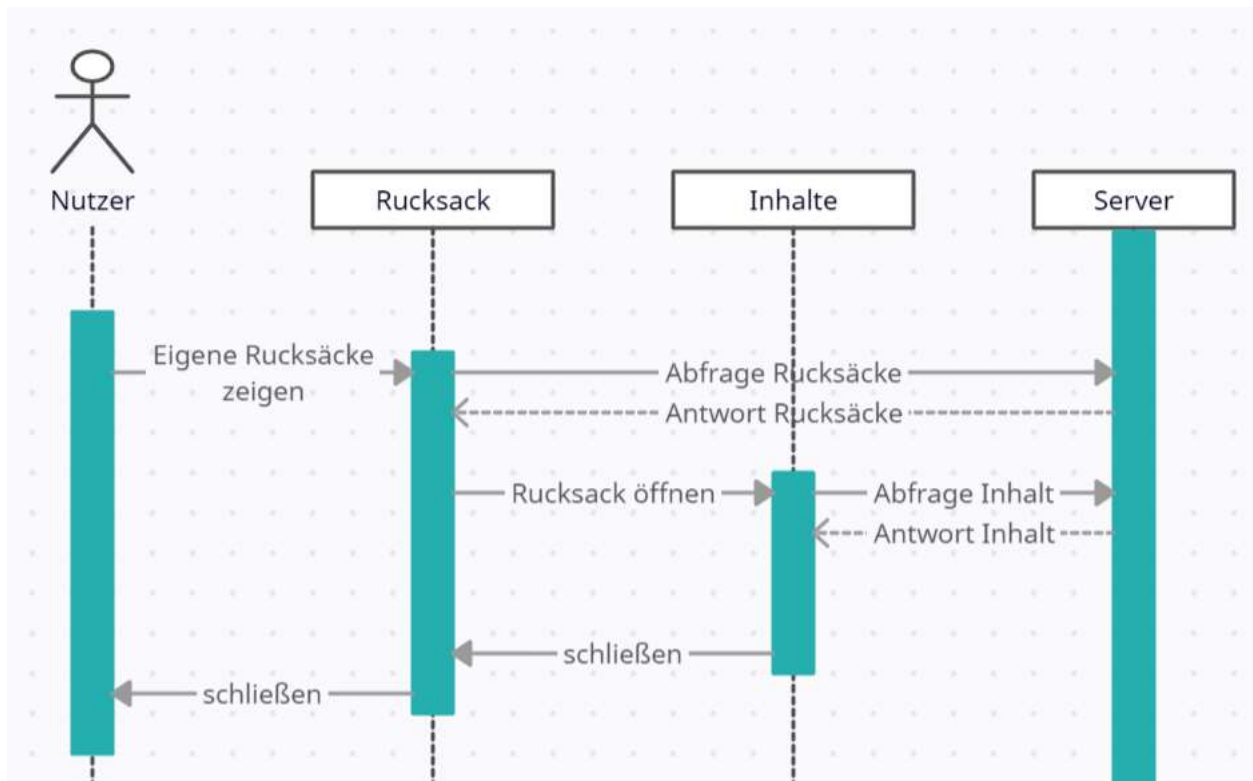 Nutzer
Rucksack
Inhalte
Server
Eigene Rucksäcke
zeigen
Abfrage Rucksäcke
Antwort Rucksäcke
Rucksack öffnen
Abfrage Inhalt
Antwort Inhalt
schließen
schließen